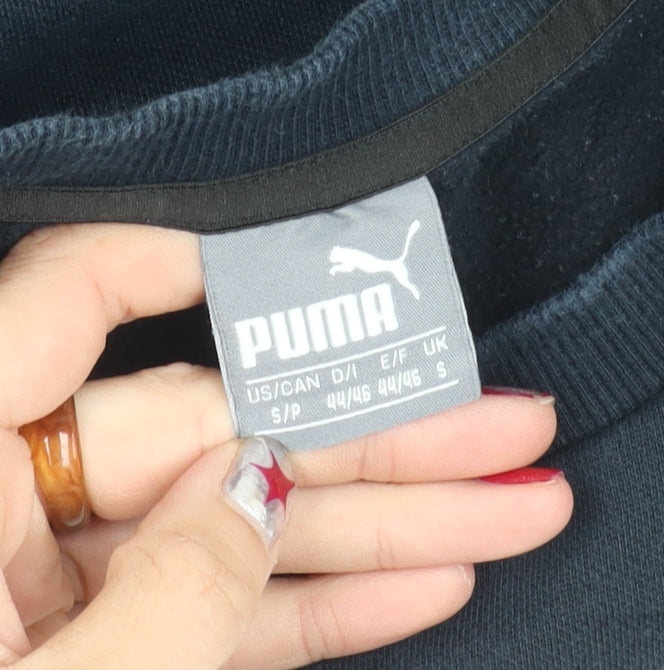 PUMA
US/CAN D/I E/F UK
S/P 44/46 44/46 S